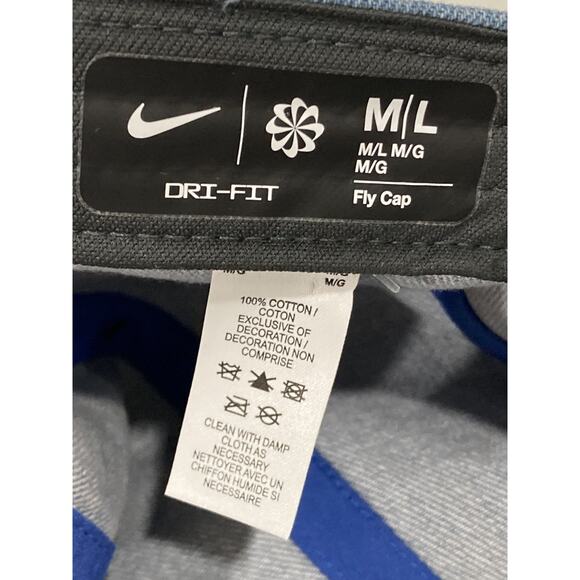 M/L
M/L M/G
M/G
DRI-FIT
Fly Cap
M/G
M/G
M/G
100% COTTON /
COTON
EXCLUSIVE OF
DECORATION /
DECORATION NON
COMPRISE
CLEAN WITH DAMP
CLOTH AS
NECESSARY
NETTOYER AVEC UN
CHIFFON HUMIDE SI
NECESSAIRE